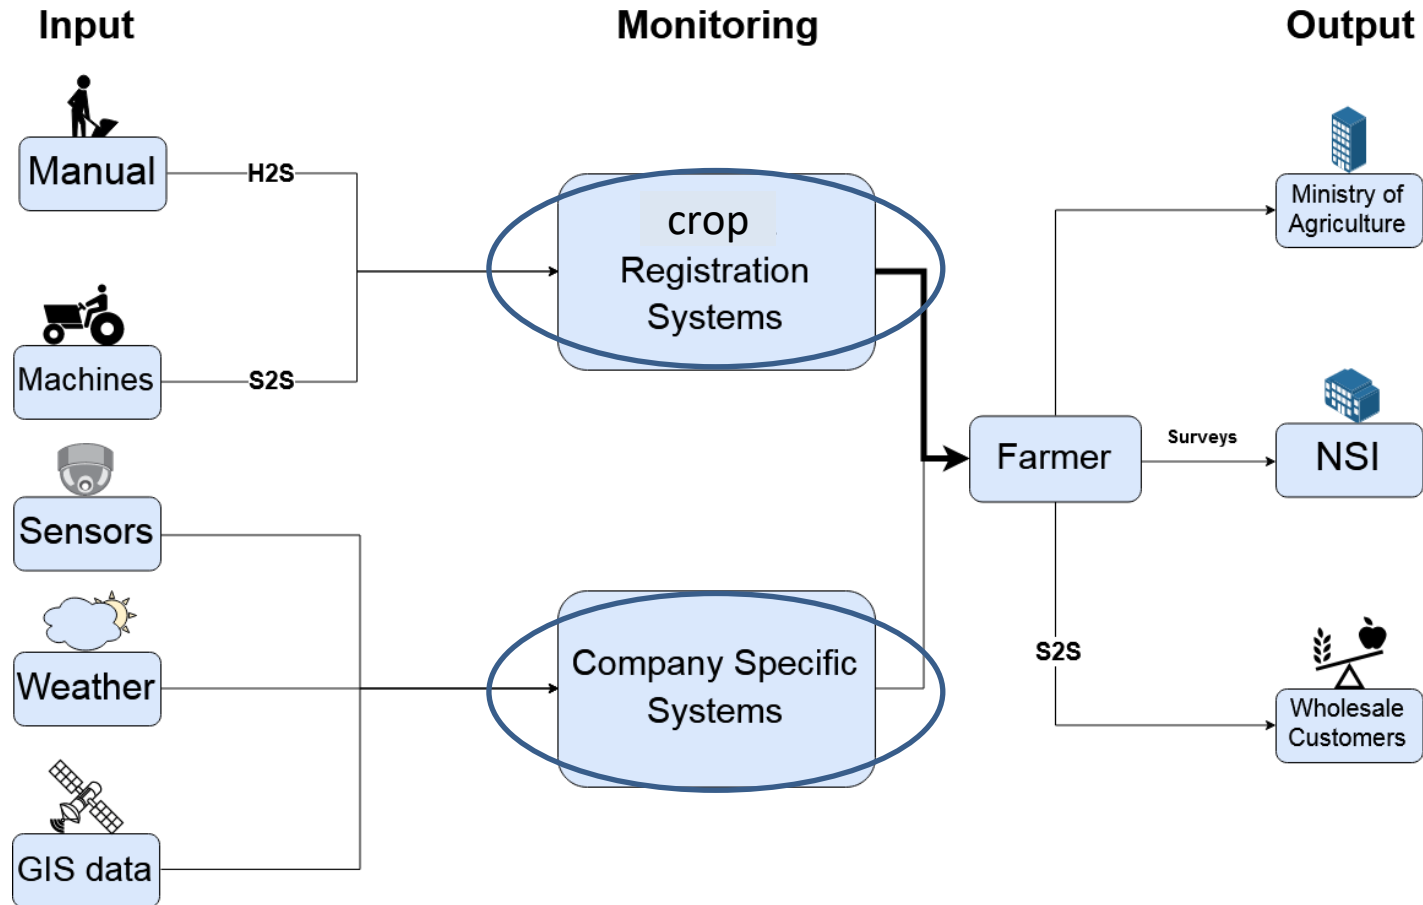 Input
Monitoring
Output
Manual
H2S
Machines
S2S
Sensors
Weather
GIS data
crop
Registration
Systems
Company Specific
Systems
Farmer
Surveys
S2S
Ministry of
Agriculture
NSI
Wholesale
Customers